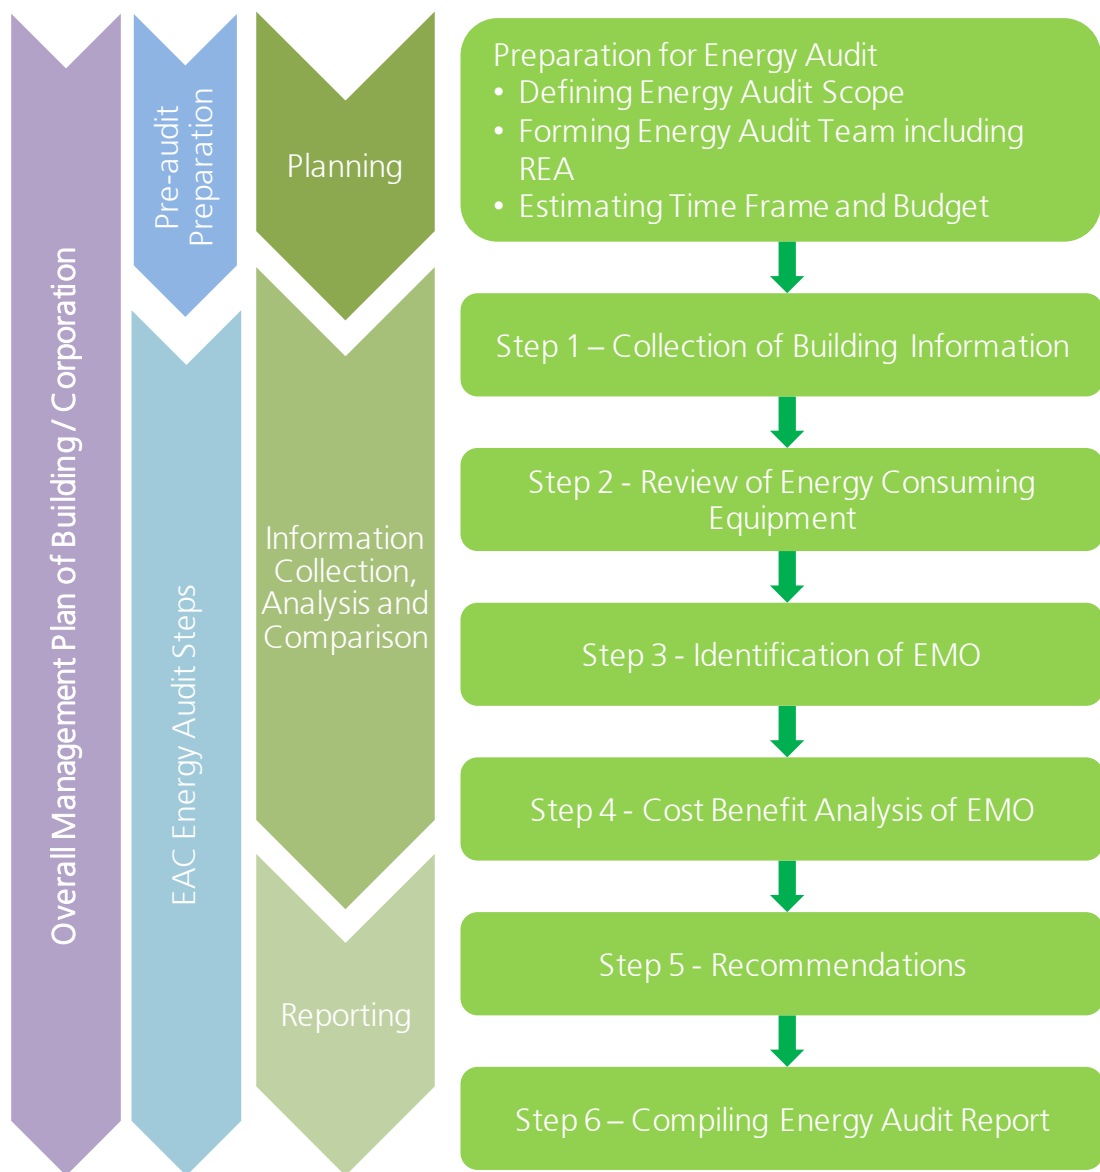 Overall Management Plan of Building / Corporation
Pre-audit
Preparation
EAC Energy Audit Steps
Planning
Information
Collection,
Analysis and
Comparison
Reporting
Preparation for Energy Audit
• Defining Energy Audit Scope
• Forming Energy Audit Team including
REA
• Estimating Time Frame and Budget
Step 1 – Collection of Building Information
Step 2 - Review of Energy Consuming
Equipment
Step 3 - Identification of EMO
Step 4 - Cost Benefit Analysis of EMO
Step 5 - Recommendations
Step 6 – Compiling Energy Audit Report